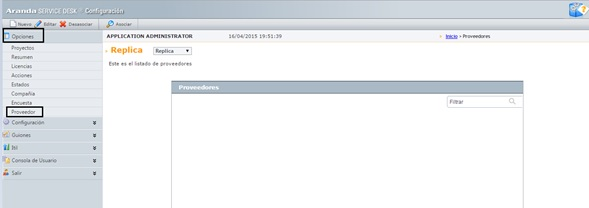 Aranda SERVICE DESK - Configuración
Nuevo Editar Desasociar Asociar
Opciones
Proyectos
Resumen
Licencias
Acciones
Estados
Compañía
Encuesta
Proveedor
Configuración
Guiones
Itil
Consola de Usuario
Salir
APPLICATION ADMINISTRATOR 16/04/2015 19:51:39 Inicio > Proveedores
Replica Replica
Este es el listado de proveedores
Proveedores
Filtrar